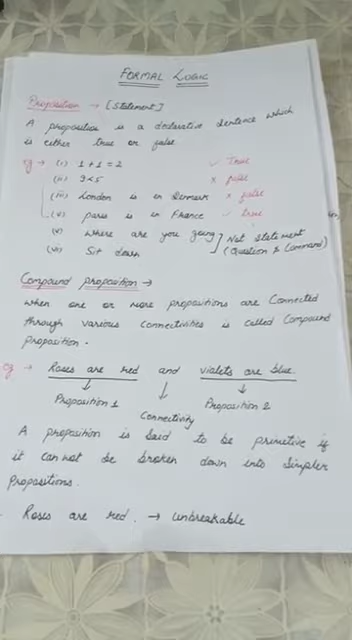 FORMAL LOGIC
Proposition → [Statement]
A proposition is a declarative sentence which
is either true or false
eg → (i) 1 + 1 = 2 ✓ True
(ii) 9 < 5 × false
(iii) London is in Denmark × false
(v) paris is in France ✓ true
(v) where are you going ] Not statement
(vi) Sit down (Question & Command)
Compound proposition →
when one or more propositions are Connected
through various connectivities is called Compound
proposition.
eg → Roses are red and violets are blue.
↓ ↓ ↓
Proposition 1 Proposition 2
Connectivity
A proposition is said to be primitive if
it can not be broken down into Simpler
propositions.
Roses are red. → unbreakable